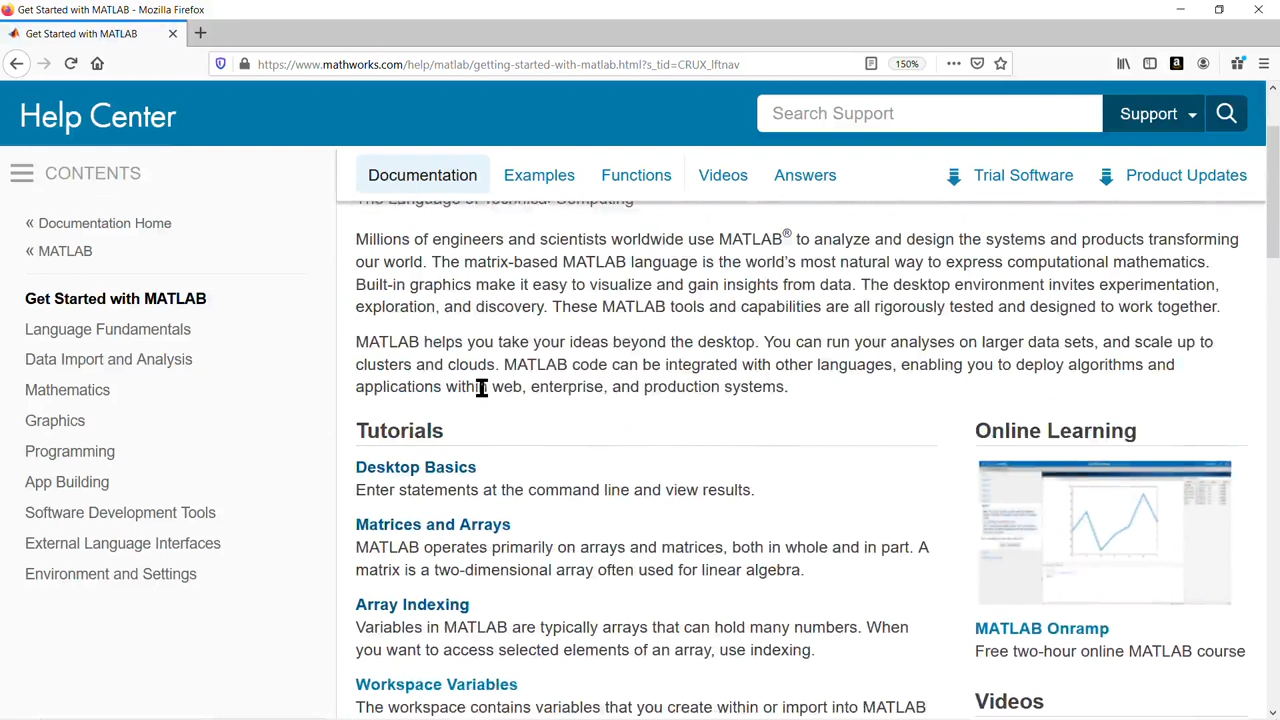 Get Started with MATLAB - Mozilla Firefox
Get Started with MATLAB
https://www.mathworks.com/help/matlab/getting-started-with-matlab.html?s_tid=CRUX_lftnav
150%
Help Center
Search Support
Support
CONTENTS
Documentation
Examples
Functions
Videos
Answers
Trial Software
Product Updates
« Documentation Home
« MATLAB
Get Started with MATLAB
Language Fundamentals
Data Import and Analysis
Mathematics
Graphics
Programming
App Building
Software Development Tools
External Language Interfaces
Environment and Settings
The Language of Technical Computing
Millions of engineers and scientists worldwide use MATLAB® to analyze and design the systems and products transforming
our world. The matrix-based MATLAB language is the world's most natural way to express computational mathematics.
Built-in graphics make it easy to visualize and gain insights from data. The desktop environment invites experimentation,
exploration, and discovery. These MATLAB tools and capabilities are all rigorously tested and designed to work together.
MATLAB helps you take your ideas beyond the desktop. You can run your analyses on larger data sets, and scale up to
clusters and clouds. MATLAB code can be integrated with other languages, enabling you to deploy algorithms and
applications within web, enterprise, and production systems.
Tutorials
Desktop Basics
Enter statements at the command line and view results.
Matrices and Arrays
MATLAB operates primarily on arrays and matrices, both in whole and in part. A
matrix is a two-dimensional array often used for linear algebra.
Array Indexing
Variables in MATLAB are typically arrays that can hold many numbers. When
you want to access selected elements of an array, use indexing.
Workspace Variables
The workspace contains variables that you create within or import into MATLAB
Online Learning
MATLAB Onramp
Free two-hour online MATLAB course
Videos